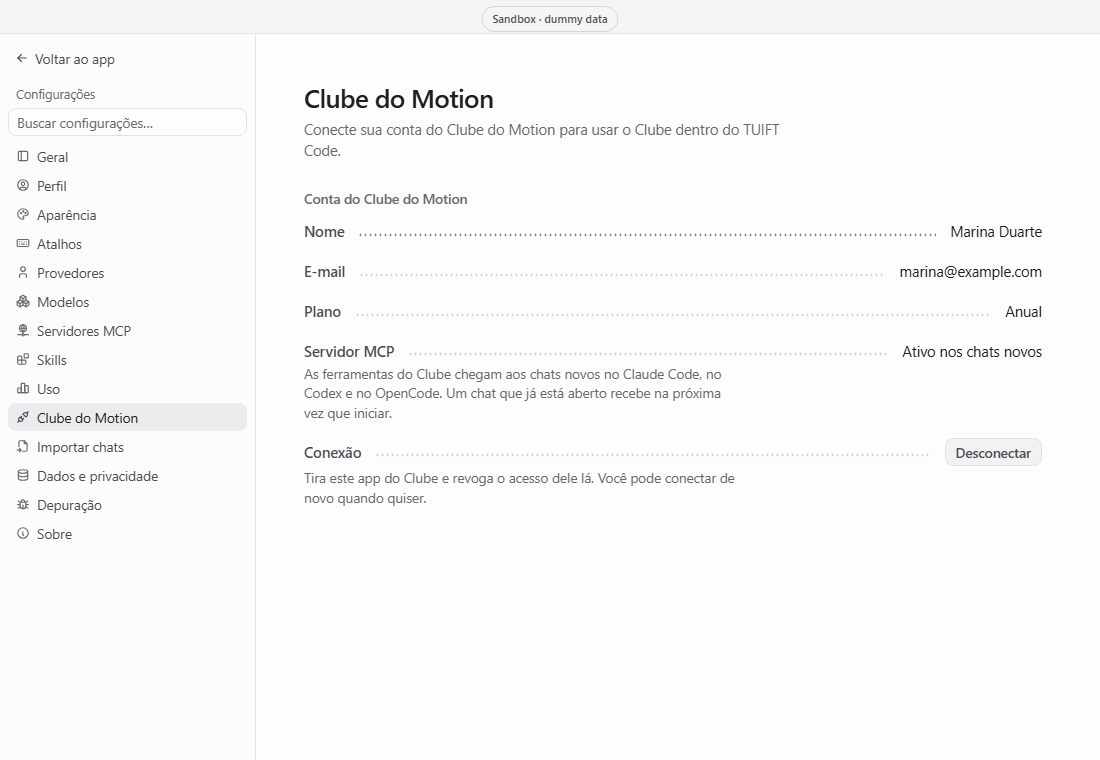 Sandbox · dummy data
Voltar ao app
Configurações
Buscar configurações...
Geral
Perfil
Aparência
Atalhos
Provedores
Modelos
Servidores MCP
Skills
Uso
Clube do Motion
Importar chats
Dados e privacidade
Depuração
Sobre
Clube do Motion
Conecte sua conta do Clube do Motion para usar o Clube dentro do TUIFT
Code.
Conta do Clube do Motion
Nome Marina Duarte
E-mail marina@example.com
Plano Anual
Servidor MCP Ativo nos chats novos
As ferramentas do Clube chegam aos chats novos no Claude Code, no
Codex e no OpenCode. Um chat que já está aberto recebe na próxima
vez que iniciar.
Conexão Desconectar
Tira este app do Clube e revoga o acesso dele lá. Você pode conectar de
novo quando quiser.